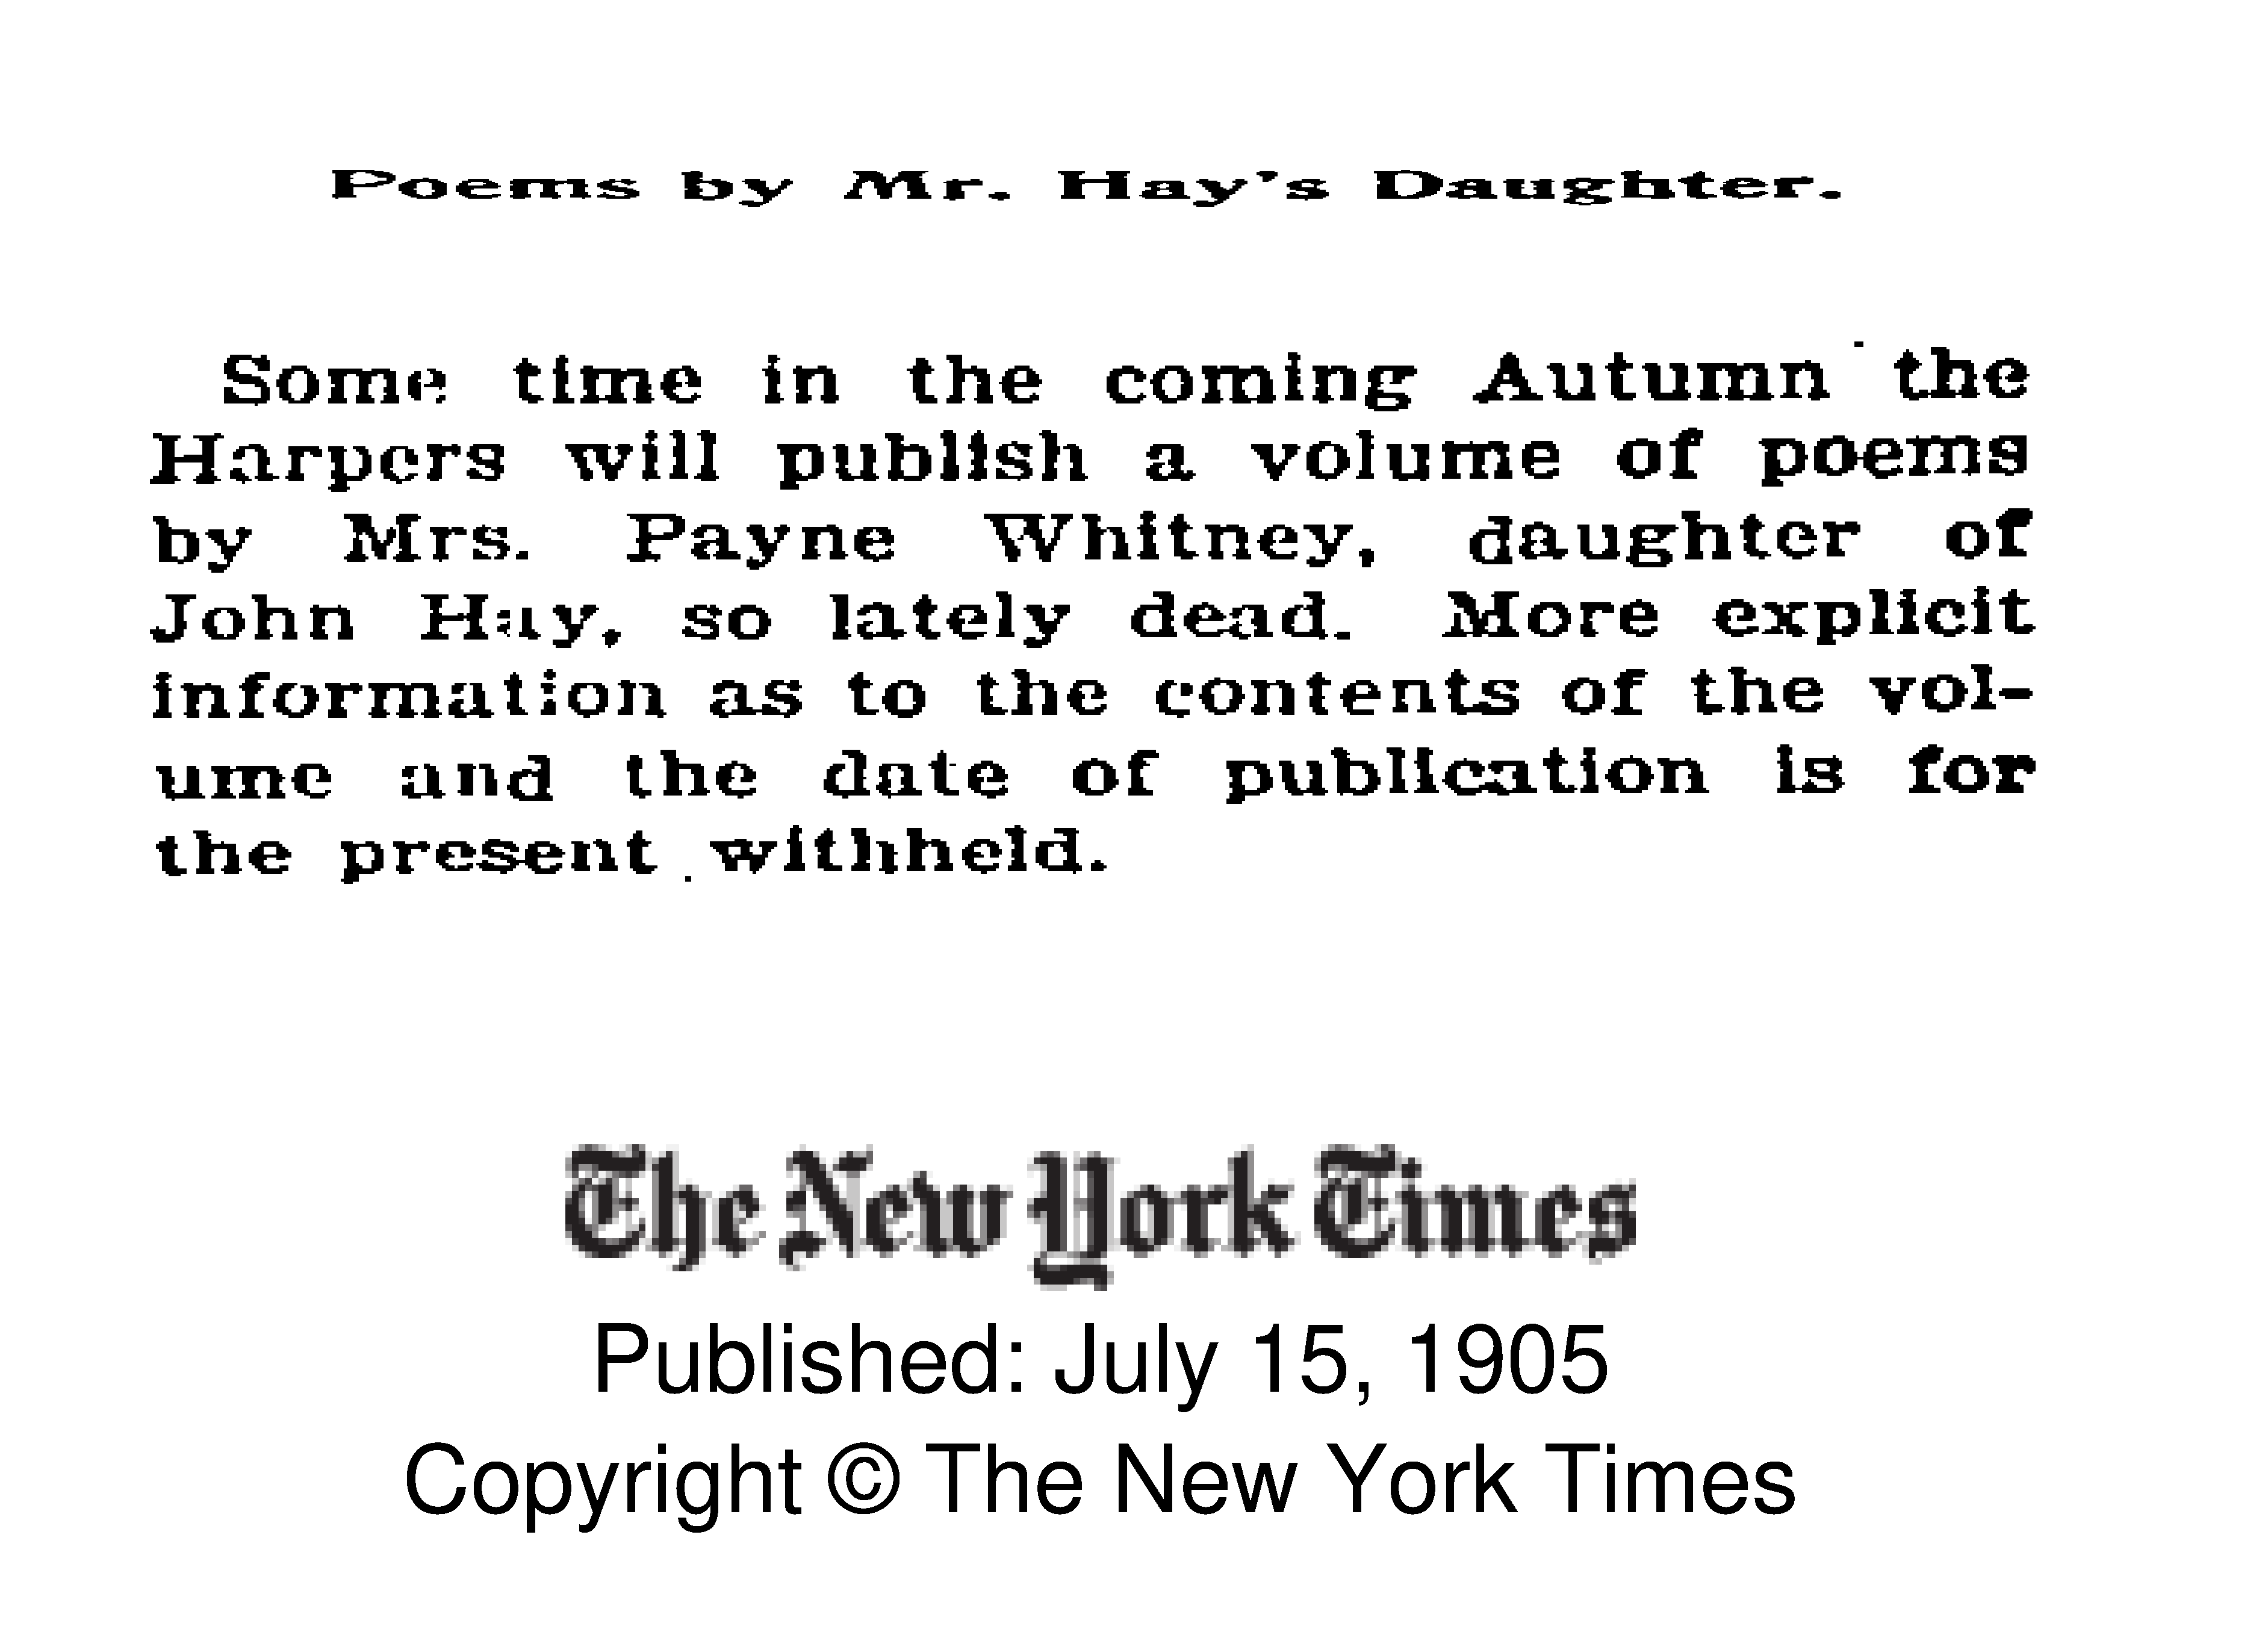 Poems by Mr. Hay's Daughter.
Some time in the coming Autumn the
Harpers will publish a volume of poems
by Mrs. Payne Whitney, daughter of
John Hay, so lately dead. More explicit
information as to the contents of the vol-
ume and the date of publication is for
the present withheld.
The New York Times
Published: July 15, 1905
Copyright © The New York Times